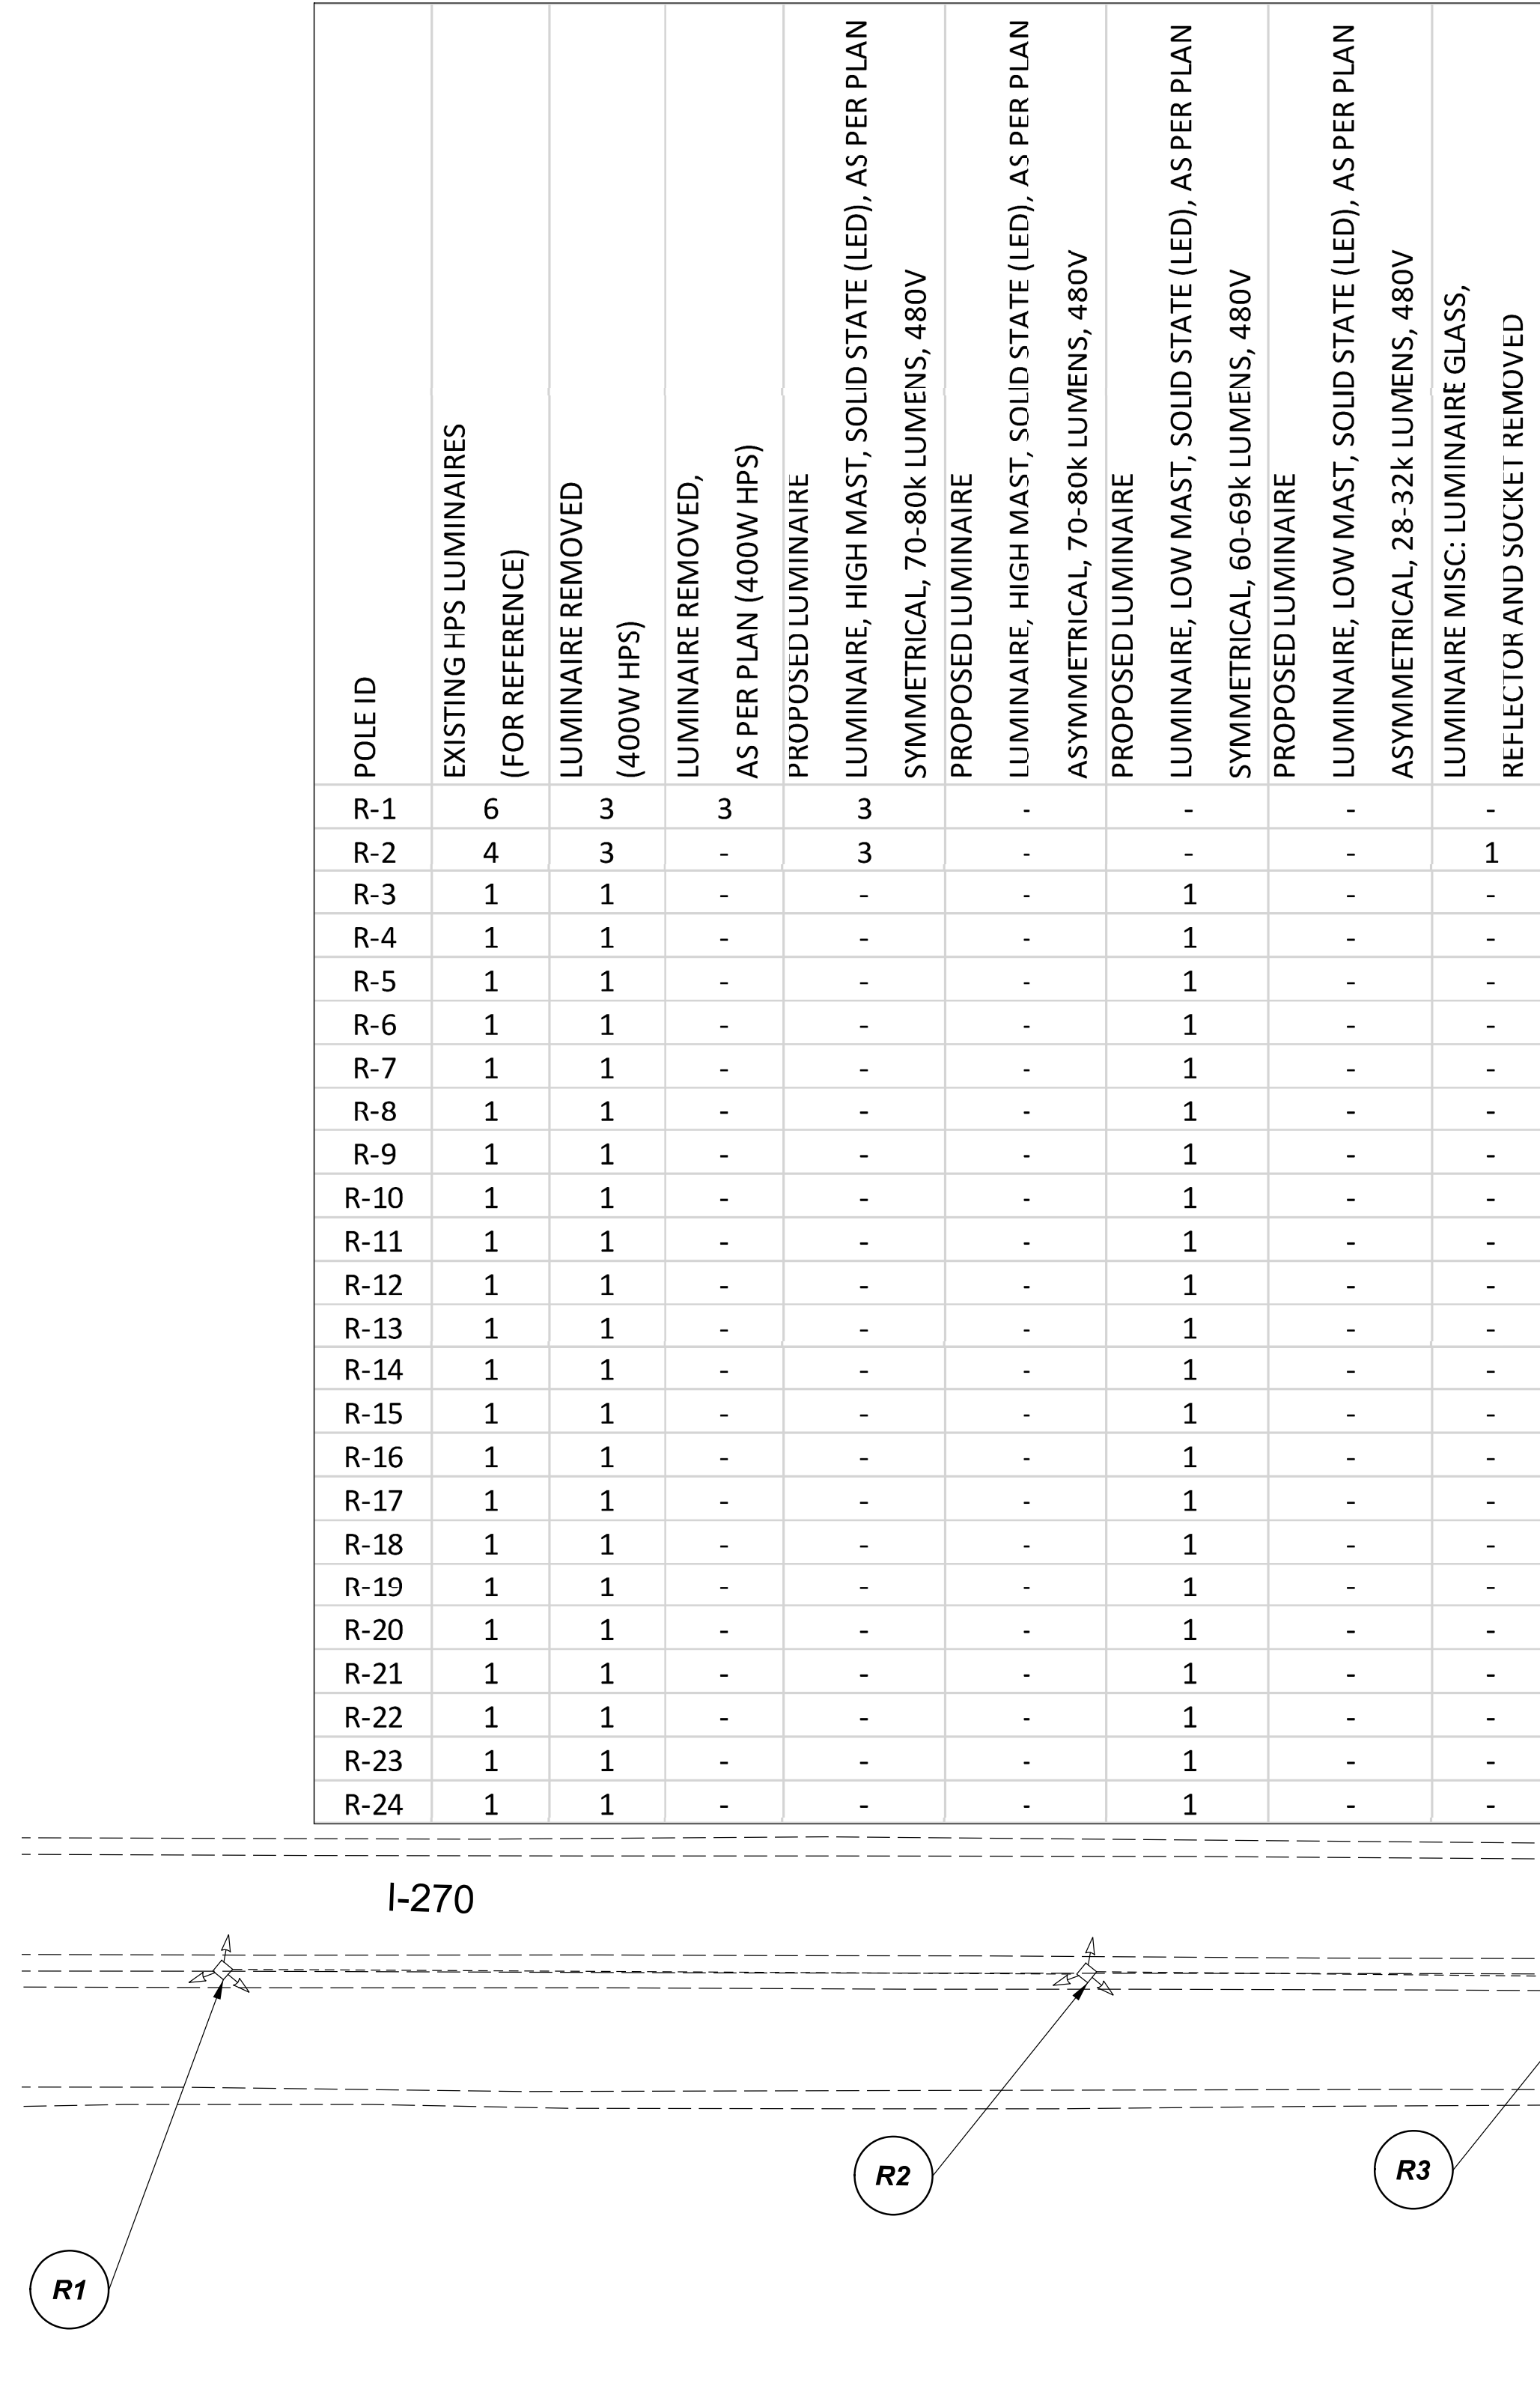 POLE ID
EXISTING HPS LUMINAIRES
(FOR REFERENCE)
LUMINAIRE REMOVED
(400W HPS)
LUMINAIRE REMOVED,
AS PER PLAN (400W HPS)
PROPOSED LUMINAIRE
LUMINAIRE, HIGH MAST, SOLID STATE (LED), AS PER PLAN
SYMMETRICAL, 70-80k LUMENS, 480V
PROPOSED LUMINAIRE
LUMINAIRE, HIGH MAST, SOLID STATE (LED), AS PER PLAN
ASYMMETRICAL, 70-80k LUMENS, 480V
PROPOSED LUMINAIRE
LUMINAIRE, LOW MAST, SOLID STATE (LED), AS PER PLAN
SYMMETRICAL, 60-69k LUMENS, 480V
PROPOSED LUMINAIRE
LUMINAIRE, LOW MAST, SOLID STATE (LED), AS PER PLAN
ASYMMETRICAL, 28-32k LUMENS, 480V
LUMINAIRE MISC: LUMINAIRE GLASS,
REFLECTOR AND SOCKET REMOVED
R-1 6 3 3 3 - - - -
R-2 4 3 - 3 - - - 1
R-3 1 1 - - - 1 - -
R-4 1 1 - - - 1 - -
R-5 1 1 - - - 1 - -
R-6 1 1 - - - 1 - -
R-7 1 1 - - - 1 - -
R-8 1 1 - - - 1 - -
R-9 1 1 - - - 1 - -
R-10 1 1 - - - 1 - -
R-11 1 1 - - - 1 - -
R-12 1 1 - - - 1 - -
R-13 1 1 - - - 1 - -
R-14 1 1 - - - 1 - -
R-15 1 1 - - - 1 - -
R-16 1 1 - - - 1 - -
R-17 1 1 - - - 1 - -
R-18 1 1 - - - 1 - -
R-19 1 1 - - - 1 - -
R-20 1 1 - - - 1 - -
R-21 1 1 - - - 1 - -
R-22 1 1 - - - 1 - -
R-23 1 1 - - - 1 - -
R-24 1 1 - - - 1 - -
I-270
R2
R3
R1